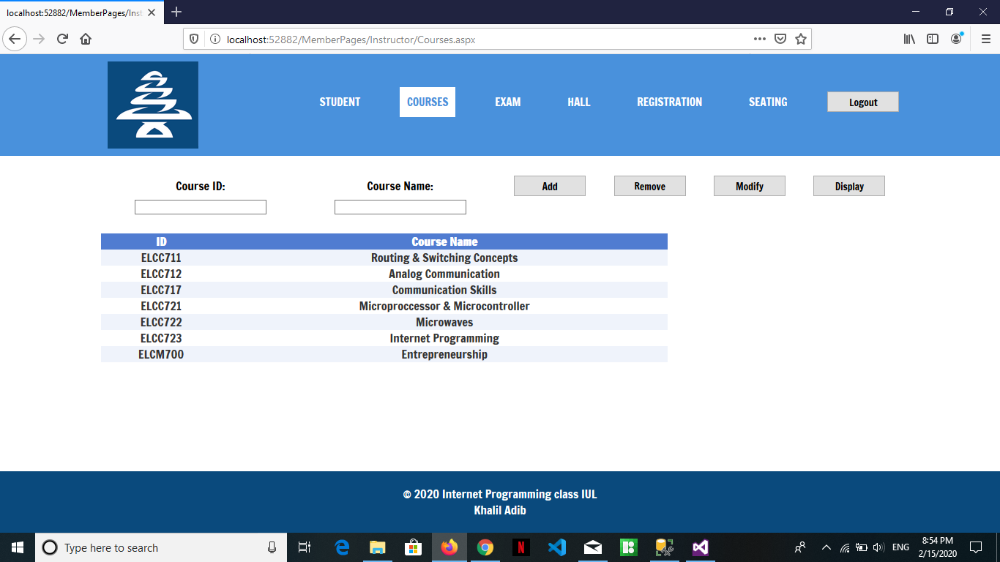 localhost:52882/MemberPages/Inst
localhost:52882/MemberPages/Instructor/Courses.aspx
STUDENT COURSES EXAM HALL REGISTRATION SEATING Logout
Course ID: Course Name: Add Remove Modify Display
ID Course Name
ELCC711 Routing & Switching Concepts
ELCC712 Analog Communication
ELCC717 Communication Skills
ELCC721 Microproccessor & Microcontroller
ELCC722 Microwaves
ELCC723 Internet Programming
ELCM700 Entrepreneurship
© 2020 Internet Programming class IUL
Khalil Adib
Type here to search
N
ENG
8:54 PM
2/15/2020